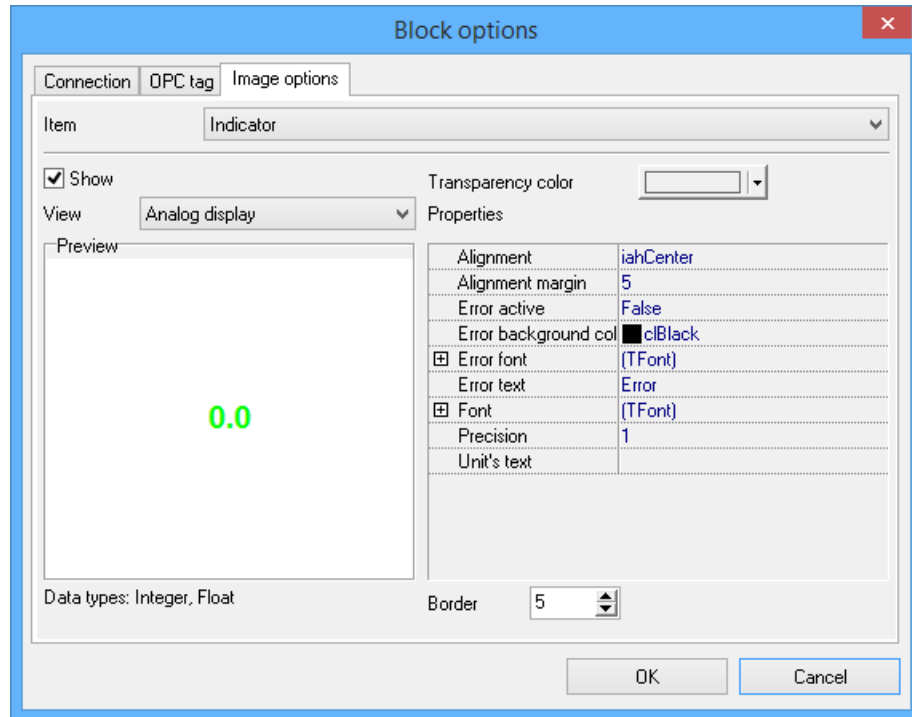 Block options
Connection OPC tag Image options
Item Indicator
Show Transparency color
View Analog display Properties
Preview
Alignment iahCenter
Alignment margin 5
Error active False
Error background col clBlack
Error font (TFont)
Error text Error
Font (TFont)
Precision 1
Unit's text
0.0
Data types: Integer, Float Border 5
OK Cancel